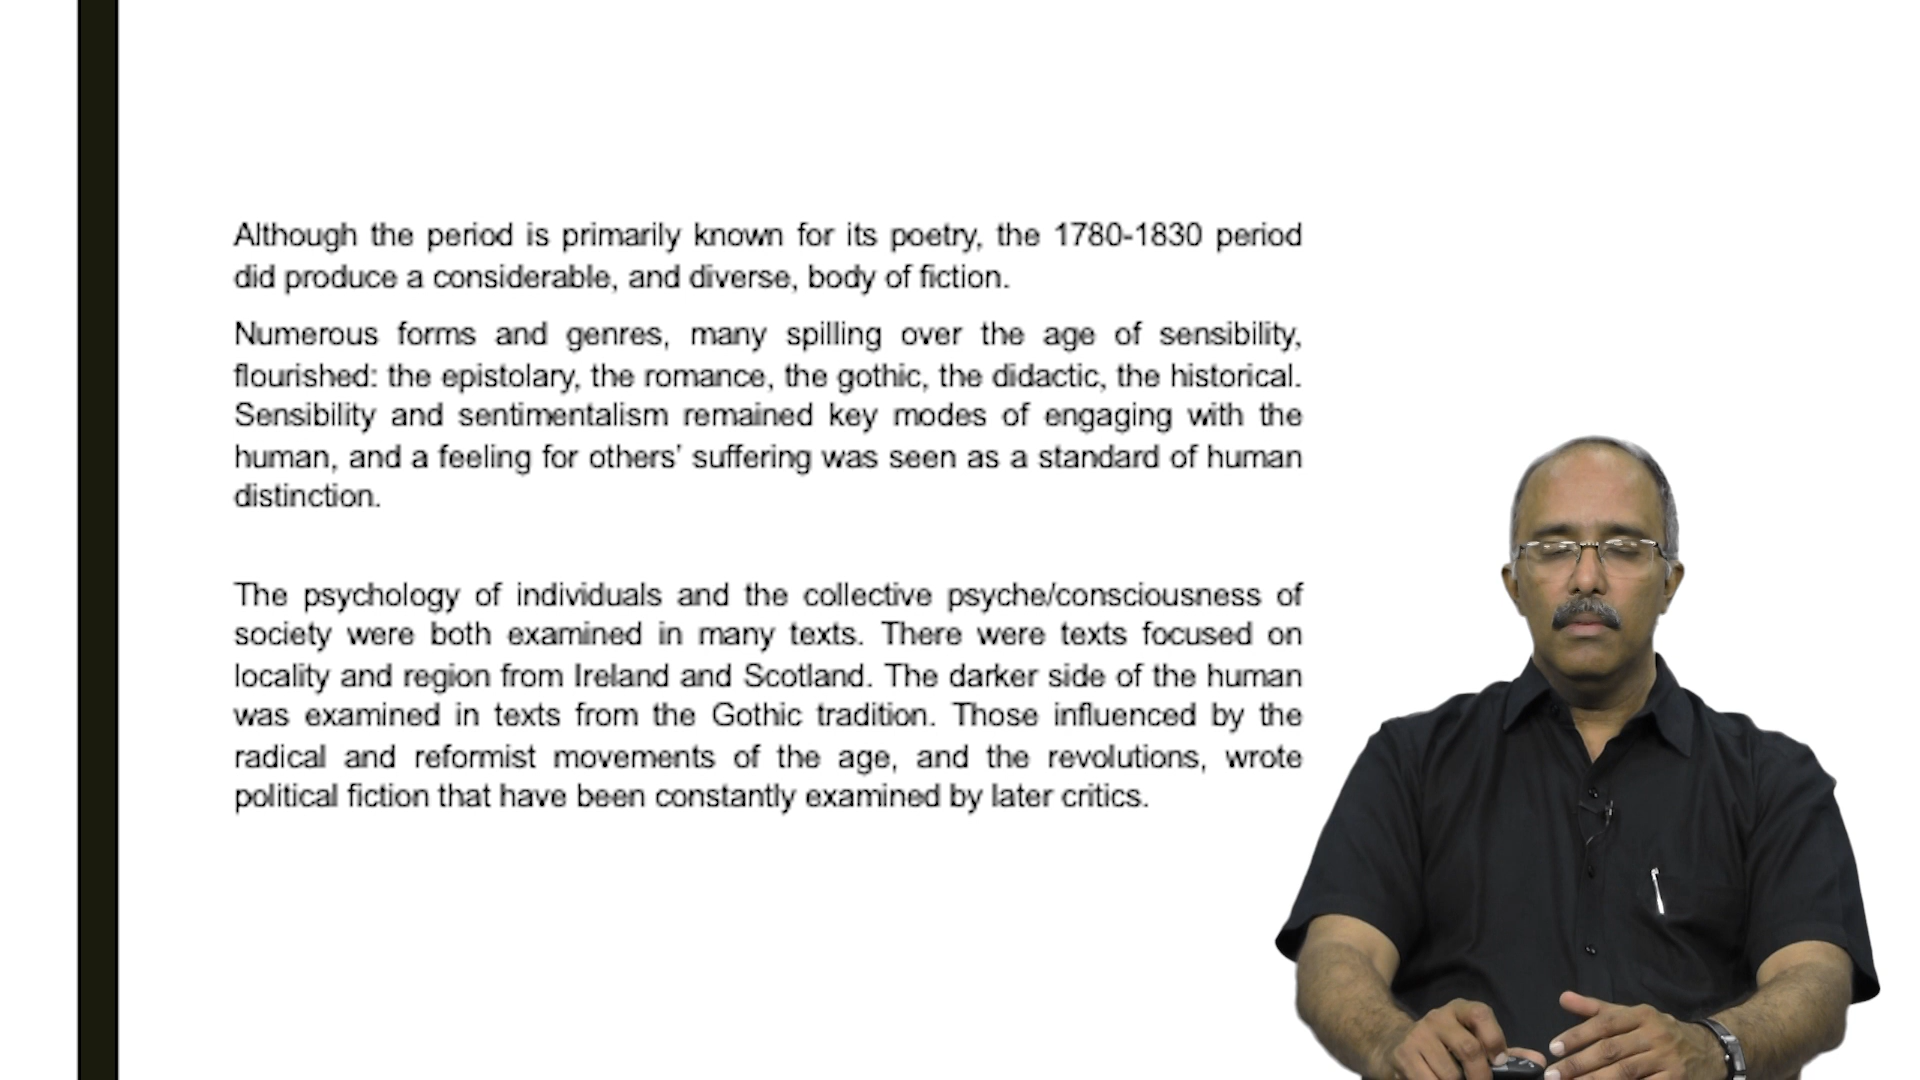 Although the period is primarily known for its poetry, the 1780-1830 period
did produce a considerable, and diverse, body of fiction.
Numerous forms and genres, many spilling over the age of sensibility,
flourished: the epistolary, the romance, the gothic, the didactic, the historical.
Sensibility and sentimentalism remained key modes of engaging with the
human, and a feeling for others' suffering was seen as a standard of human
distinction.
The psychology of individuals and the collective psyche/consciousness of
society were both examined in many texts. There were texts focused on
locality and region from Ireland and Scotland. The darker side of the human
was examined in texts from the Gothic tradition. Those influenced by the
radical and reformist movements of the age, and the revolutions, wrote
political fiction that have been constantly examined by later critics.